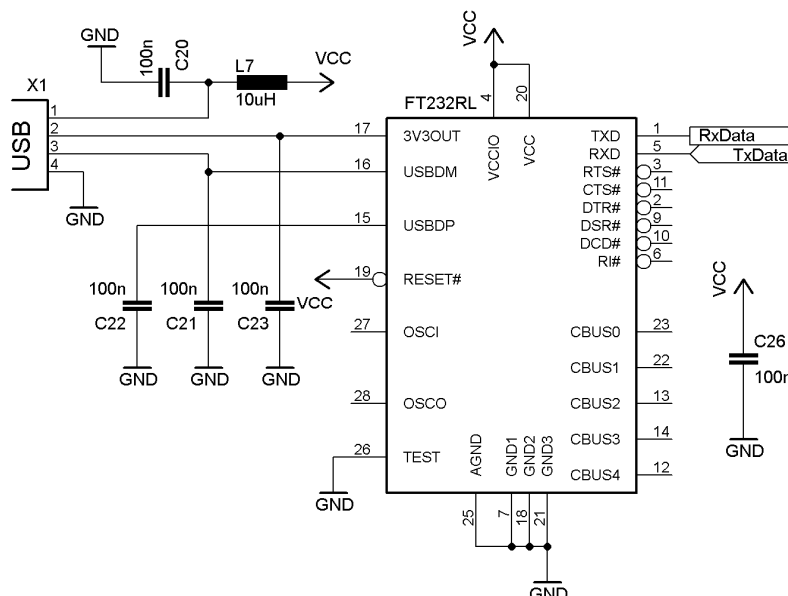 GND
100n
C20
L7
10uH
VCC
VCC
X1
USB
1
2
3
4
GND
FT232RL
4
20
VCCIO
VCC
17
3V3OUT
16
USBDM
15
USBDP
19
RESET#
VCC
27
OSCI
28
OSCO
26
TEST
GND
100n
C22
GND
100n
C21
GND
100n
C23
GND
TXD
1
RxData
RXD
5
TxData
RTS#
3
CTS#
11
DTR#
2
DSR#
9
DCD#
10
RI#
6
CBUS0
23
CBUS1
22
CBUS2
13
CBUS3
14
CBUS4
12
AGND
GND1
GND2
GND3
25
7
18
21
GND
VCC
C26
100n
GND